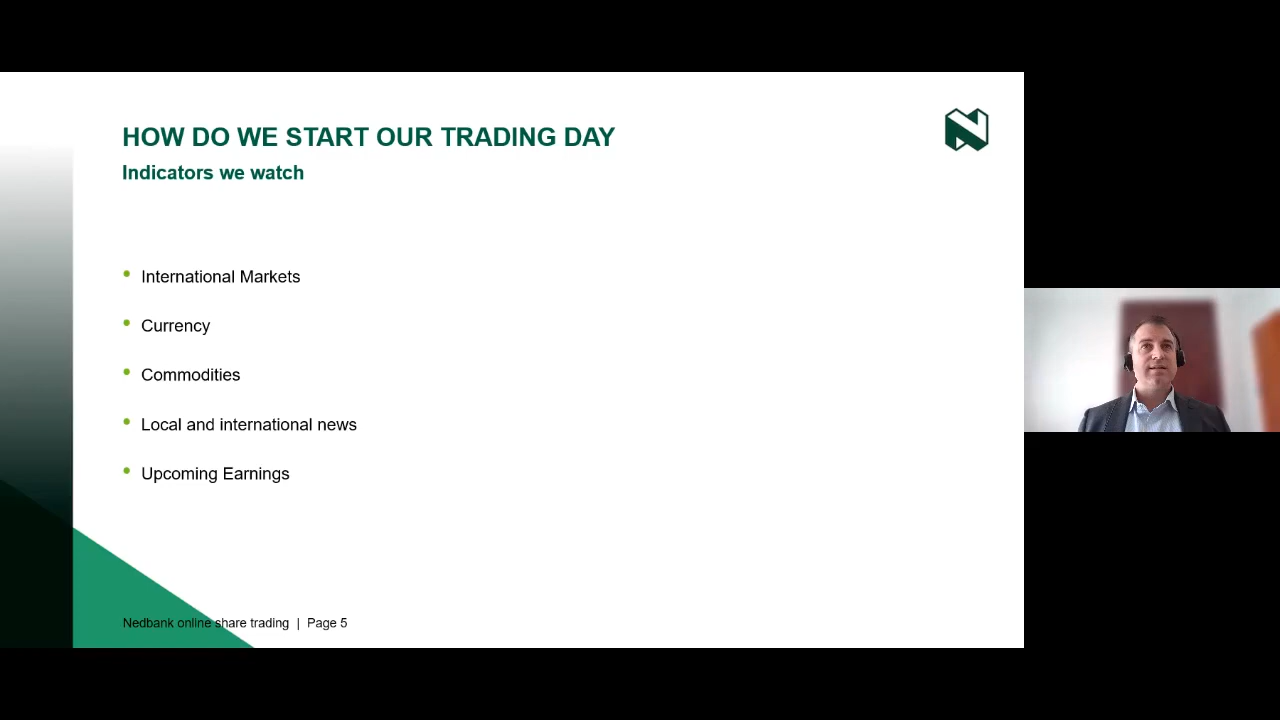 HOW DO WE START OUR TRADING DAY
Indicators we watch
• International Markets
• Currency
• Commodities
• Local and international news
• Upcoming Earnings
Nedbank online share trading | Page 5